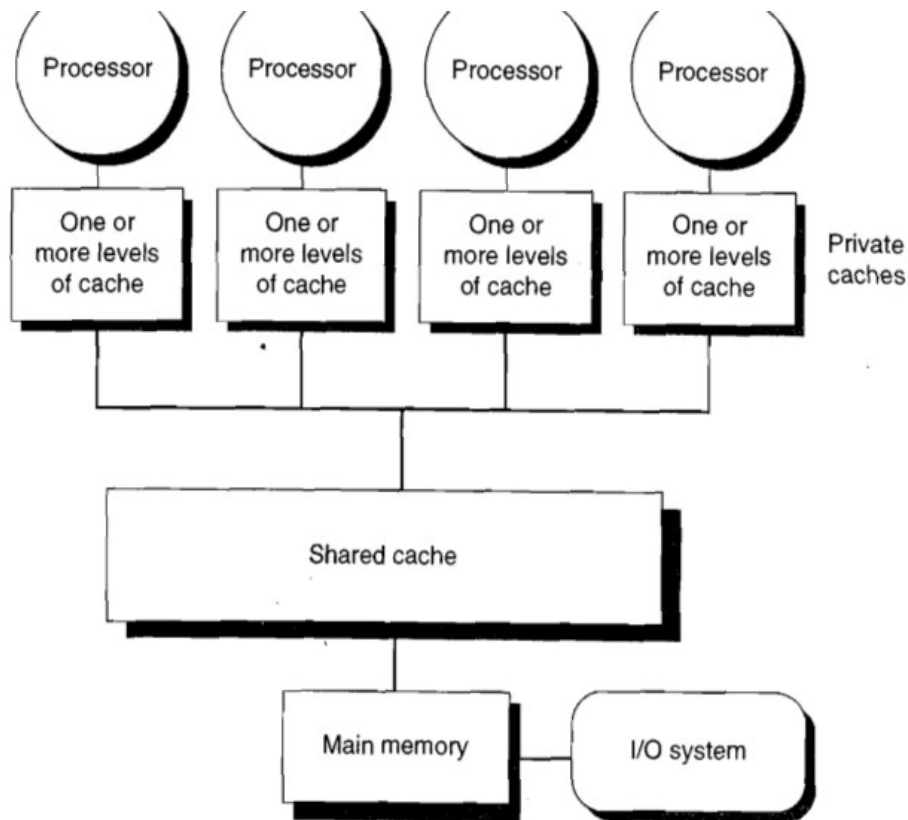 Processor
Processor
Processor
Processor
One or
more levels
of cache
One or
more levels
of cache
One or
more levels
of cache
One or
more levels
of cache
Private
caches
Shared cache
Main memory
I/O system